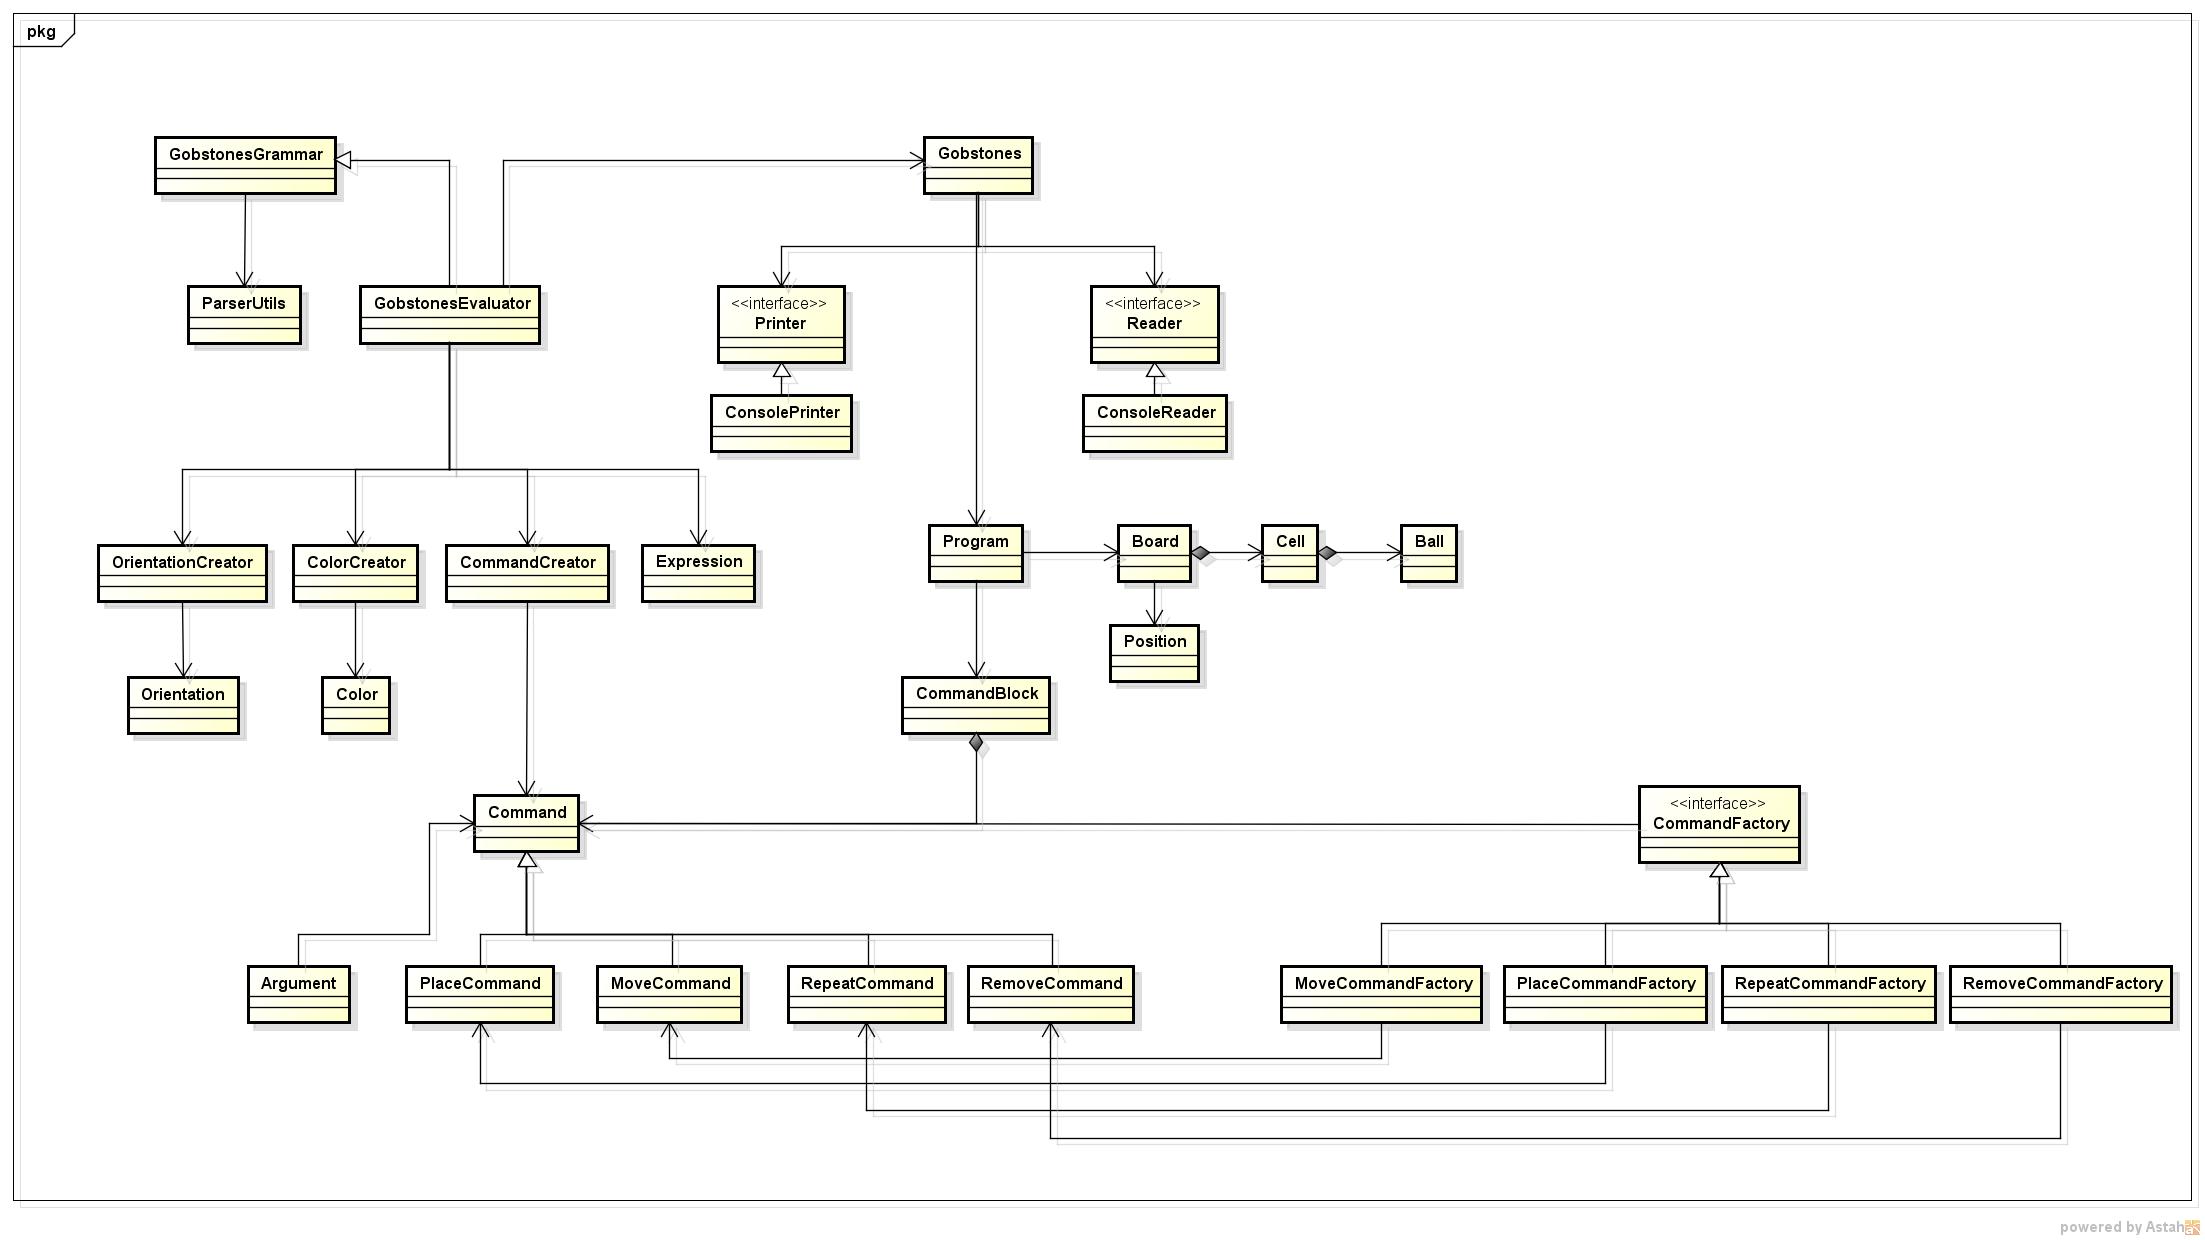 pkg
GobstonesGrammar
Gobstones
ParserUtils
GobstonesEvaluator
<<interface>>
Printer
<<interface>>
Reader
ConsolePrinter
ConsoleReader
OrientationCreator
ColorCreator
CommandCreator
Expression
Program
Board
Cell
Ball
Position
Orientation
Color
CommandBlock
Command
<<interface>>
CommandFactory
Argument
PlaceCommand
MoveCommand
RepeatCommand
RemoveCommand
MoveCommandFactory
PlaceCommandFactory
RepeatCommandFactory
RemoveCommandFactory
powered by Astah